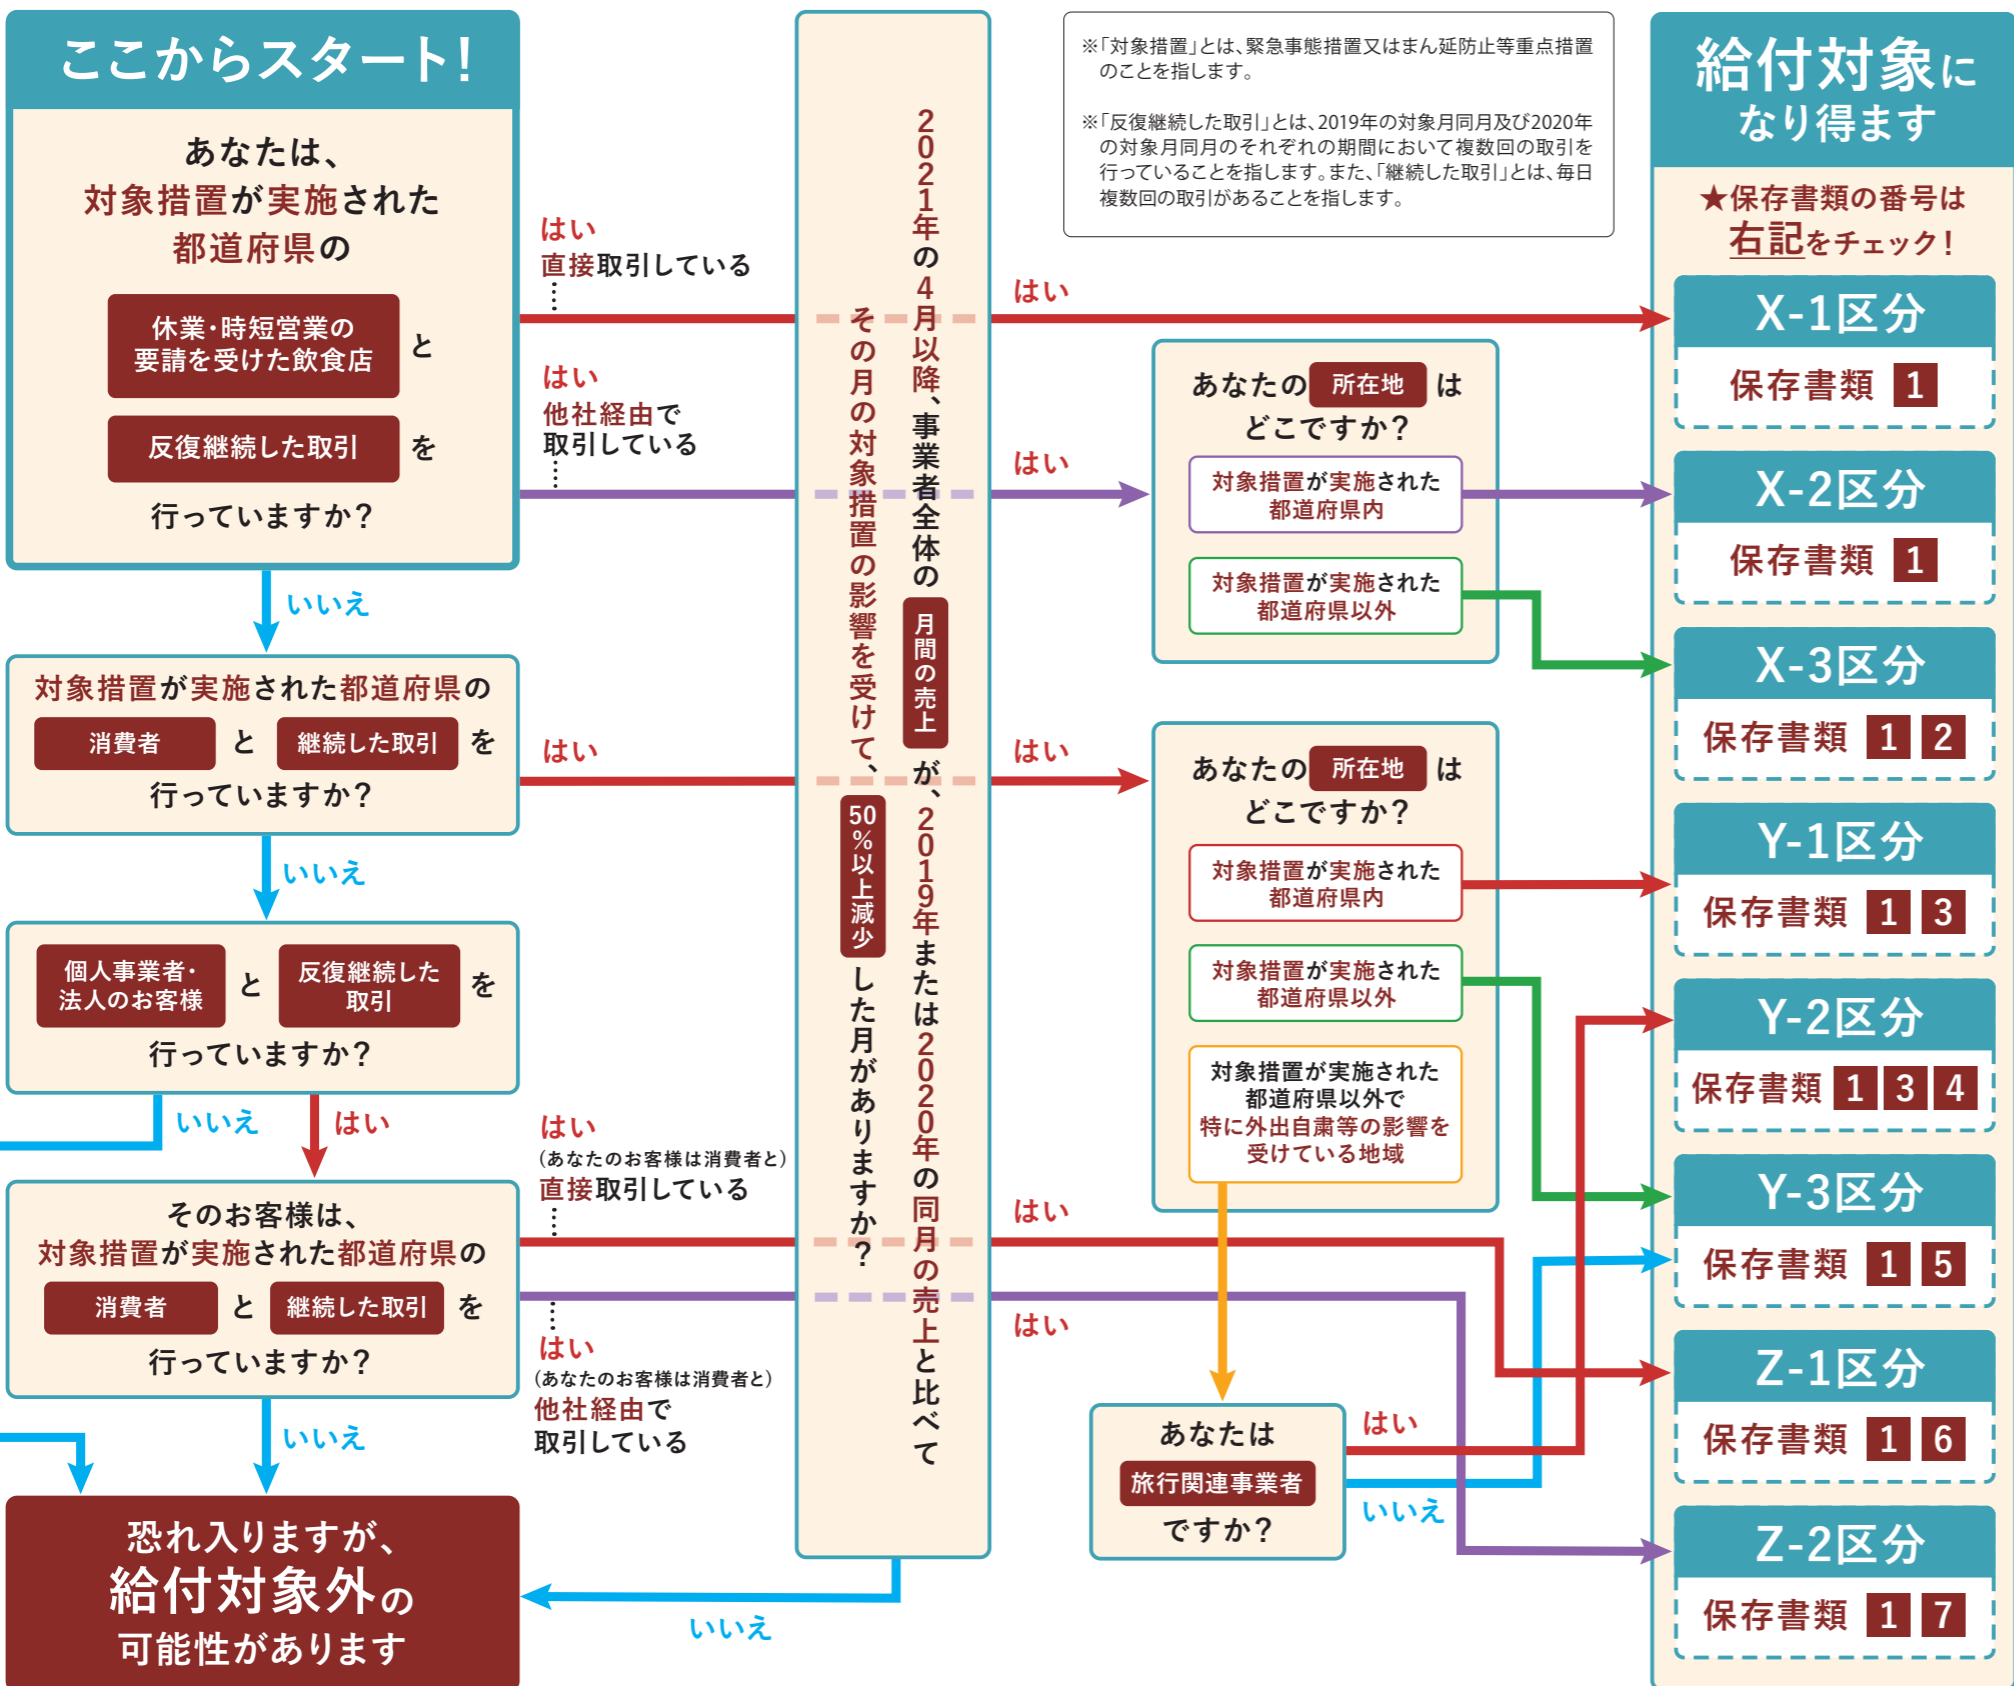 ここからスタート!
あなたは、
対象措置が実施された
都道府県の
休業・時短営業の
要請を受けた飲食店 と
反復継続した取引 を
行っていますか?
いいえ
対象措置が実施された都道府県の
消費者 と 継続した取引 を
行っていますか?
いいえ
個人事業者・
法人のお客様 と 反復継続した
取引 を
行っていますか?
いいえ
はい
そのお客様は、
対象措置が実施された都道府県の
消費者 と 継続した取引 を
行っていますか?
いいえ
恐れ入りますが、
給付対象外の
可能性があります
はい
直接取引している
はい
他社経由で
取引している
はい
はい
(あなたのお客様は消費者と)
直接取引している
はい
(あなたのお客様は消費者と)
他社経由で
取引している
2021年の4月以降、事業者全体の 月間の売上 が、2019年または2020年の同月の売上と比べて
その月の対象措置の影響を受けて、 50%以上減少 した月がありますか?
いいえ
※「対象措置」とは、緊急事態措置又はまん延防止等重点措置
のことを指します。
※「反復継続した取引」とは、2019年の対象月同月及び2020年
の対象月同月のそれぞれの期間において複数回の取引を
行っていることを指します。また、「継続した取引」とは、毎日
複数回の取引があることを指します。
はい
はい
あなたの 所在地 は
どこですか?
対象措置が実施された
都道府県内
対象措置が実施された
都道府県以外
はい
あなたの 所在地 は
どこですか?
対象措置が実施された
都道府県内
対象措置が実施された
都道府県以外
対象措置が実施された
都道府県以外で
特に外出自粛等の影響を
受けている地域
はい
はい
あなたは
旅行関連事業者
ですか?
はい
いいえ
給付対象に
なり得ます
★保存書類の番号は
右記をチェック!
X-1区分
保存書類 1
X-2区分
保存書類 1
X-3区分
保存書類 1 2
Y-1区分
保存書類 1 3
Y-2区分
保存書類 1 3 4
Y-3区分
保存書類 1 5
Z-1区分
保存書類 1 6
Z-2区分
保存書類 1 7